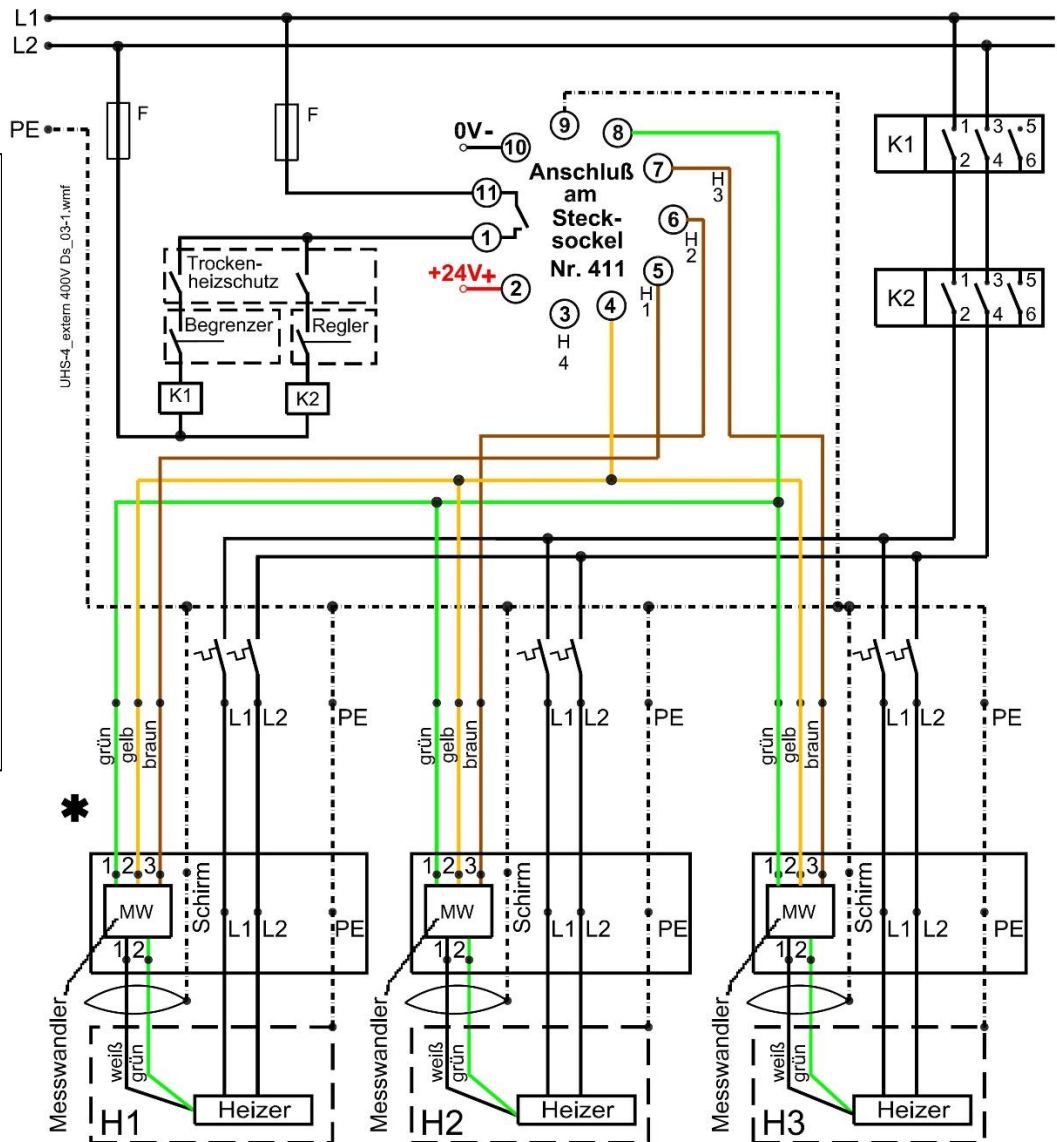 L1
L2
PE
F
F
UHS-4_extern 400V Ds_03-1.wmf
0V-
10
9
8
7
H
3
6
H
2
5
H
1
4
3
H
4
+24V+
2
1
11
Anschluß
am
Steck-
sockel
Nr. 411
Trocken-
heizschutz
Begrenzer
Regler
K1
K2
K1
1
3
5
2
4
6
K2
1
3
5
2
4
6
grün
gelb
braun
L1
L2
PE
grün
gelb
braun
L1
L2
PE
grün
gelb
braun
L1
L2
PE
*
1
2
3
MW
1
2
Schirm
L1
L2
PE
Messwandler
weiß
grün
H1
Heizer
1
2
3
MW
1
2
Schirm
L1
L2
PE
Messwandler
weiß
grün
H2
Heizer
1
2
3
MW
1
2
Schirm
L1
L2
PE
Messwandler
weiß
grün
H3
Heizer